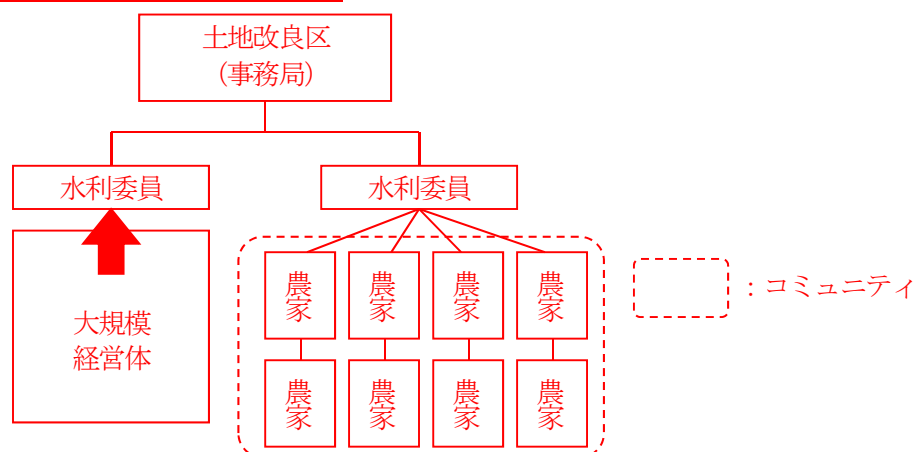 土地改良区
（事務局）
水利委員
水利委員
大規模
経営体
農家
農家
農家
農家
農家
農家
農家
農家
：コミュニティ